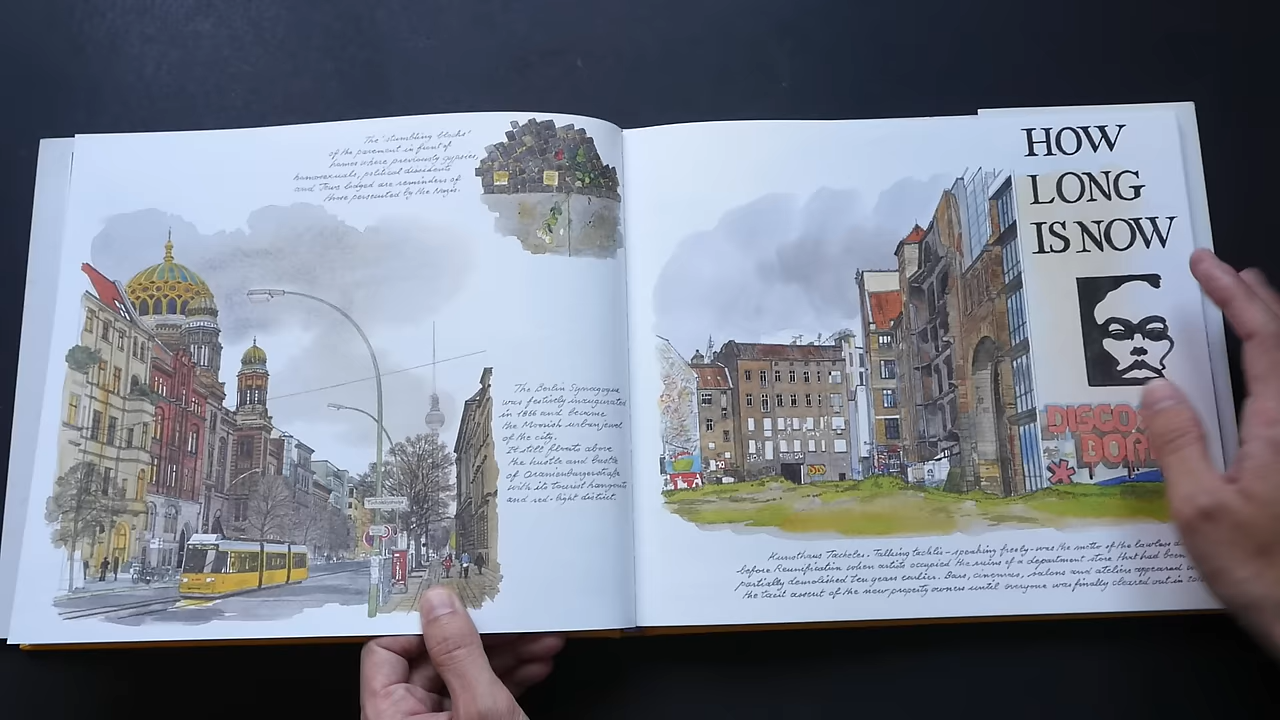 The 'stumbling blocks'
of the pavement in front of
homes where previously gypsies,
homosexuals, political dissidents
and Jews lodged are reminders of
those persecuted by the Nazis.
The Berlin Synagogue
was festively inaugurated
in 1866 and became
the Moorish urban jewel
of the city.
It still floats above
the hustle and bustle
of Oranienburgerstraße
with its tourist hangouts
and red-light district.
HOW
LONG
IS NOW
DISCO
BOM
Kunsthaus Tacheles. Talking tachles - speaking freely - was the motto of the lawless
before Reunification when artists occupied the ruins of a department store that had been
partially demolished ten years earlier. Bars, cinemas, salons and ateliers appeared
the tacit assent of the new property owners until everyone was finally cleared out in